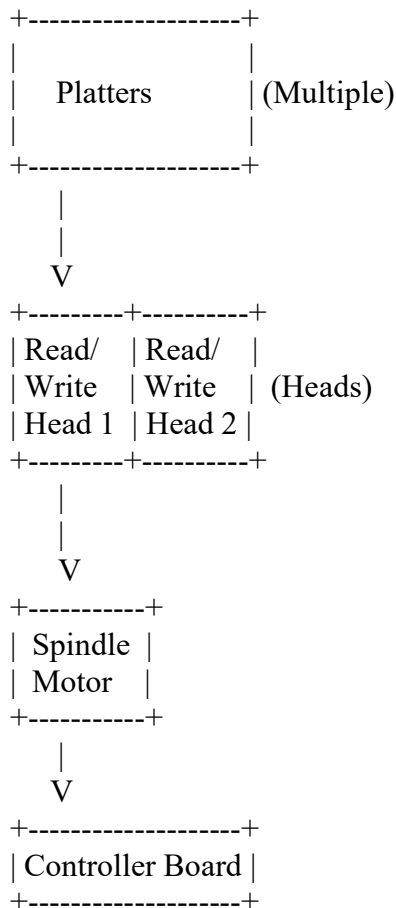 +---------------------+
|                     |
|     Platters        | (Multiple)
|                     |
+---------------------+
|
|
V
+---------+----------+
| Read/   | Read/    |
| Write   | Write    | (Heads)
| Head 1 | Head 2 |
+---------+----------+
|
|
V
+-----------+
| Spindle |
| Motor   |
+-----------+
|
V
+---------------------+
| Controller Board |
+---------------------+